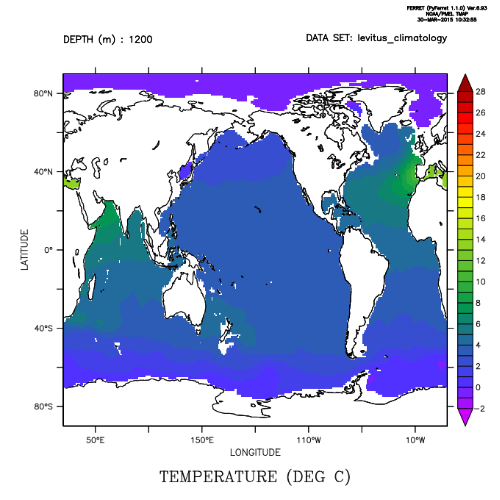 FERRET (PyFerret 1.1.0) Ver.6.93
NOAA/PMEL TMAP
30-MAR-2015 10:32:55
DEPTH (m) : 1200
DATA SET: levitus_climatology
80°N
40°N
0°
40°S
80°S
LATITUDE
50°E
150°E
110°W
10°W
LONGITUDE
28
26
24
22
20
18
16
14
12
10
8
6
4
2
0
-2
TEMPERATURE (DEG C)